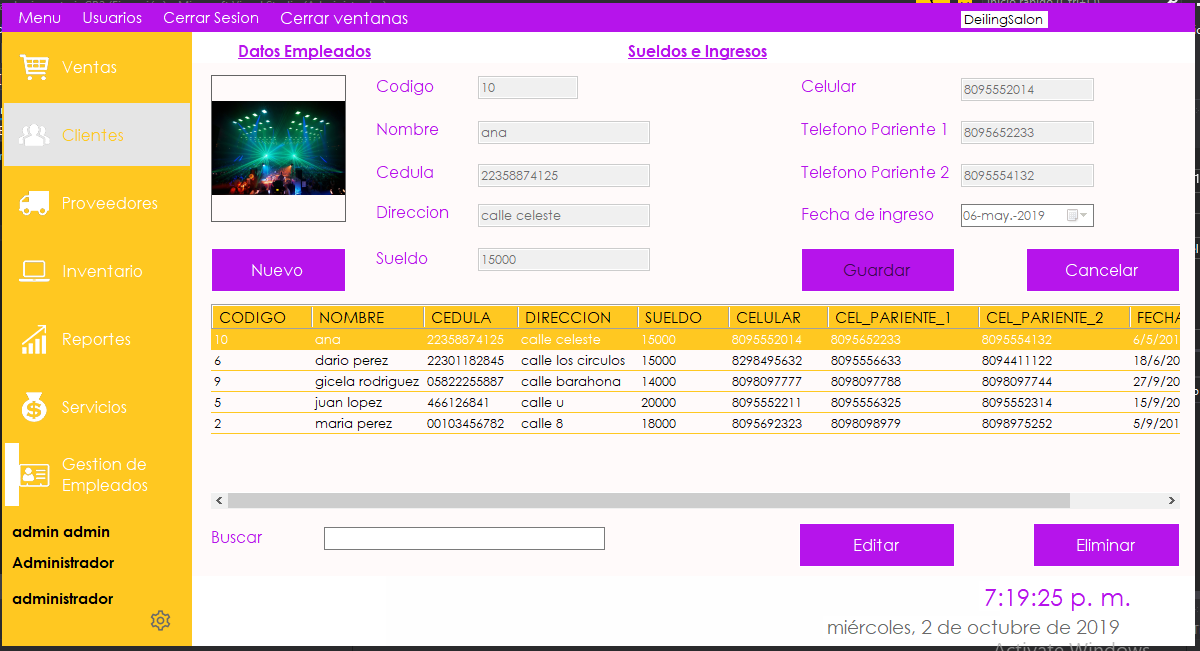 Menu Usuarios Cerrar Sesion Cerrar ventanas
DeilingSalon
Ventas
Clientes
Proveedores
Inventario
Reportes
Servicios
Gestion de
Empleados
admin admin
Administrador
administrador
Datos Empleados Sueldos e Ingresos
Codigo 10 Celular 8095552014
Nombre ana Telefono Pariente 1 8095652233
Cedula 22358874125 Telefono Pariente 2 8095554132
Direccion calle celeste Fecha de ingreso 06-may.-2019
Sueldo 15000
Nuevo Guardar Cancelar
CODIGO NOMBRE CEDULA DIRECCION SUELDO CELULAR CEL_PARIENTE_1 CEL_PARIENTE_2 FECHA
10 ana 22358874125 calle celeste 15000 8095552014 8095652233 8095554132 6/5/201
6 dario perez 22301182845 calle los circulos 15000 8298495632 8095556633 8094411122 18/6/20
9 gicela rodriguez 05822255887 calle barahona 14000 8098097777 8098097788 8098097744 27/9/20
5 juan lopez 466126841 calle u 20000 8095552211 8095556325 8095552314 15/9/20
2 maria perez 00103456782 calle 8 18000 8095692323 8098098979 8098975252 5/9/201
Buscar
Editar Eliminar
7:19:25 p. m.
miércoles, 2 de octubre de 2019
Activate Windows